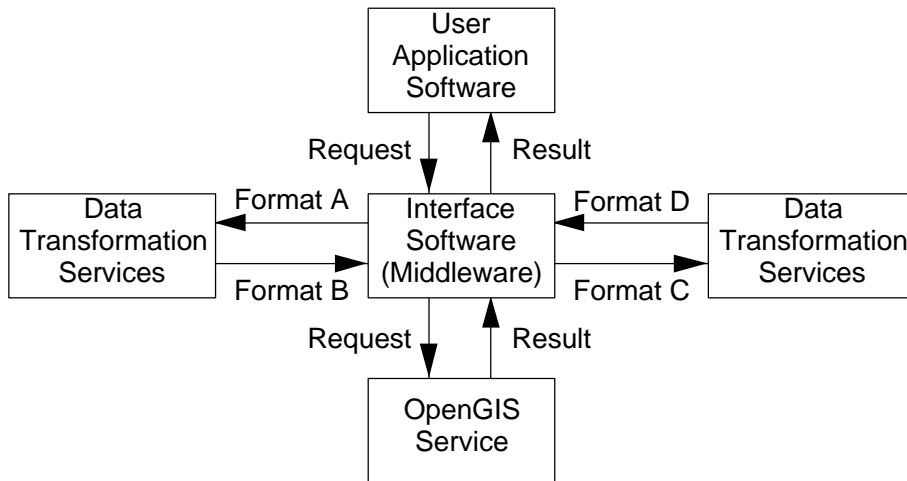 User
Application
Software
Request
Result
Data
Transformation
Services
Format A
Format B
Interface
Software
(Middleware)
Format D
Format C
Data
Transformation
Services
Request
Result
OpenGIS
Service